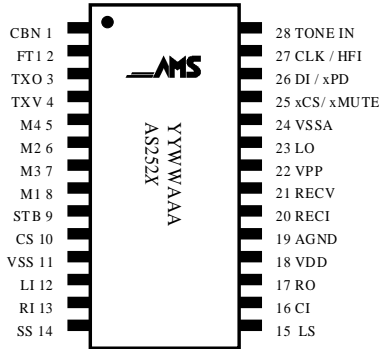 CBN 1
FT1 2
TXO 3
TXV 4
M4 5
M2 6
M3 7
M1 8
STB 9
CS 10
VSS 11
LI 12
RI 13
SS 14
AMS
YYWWAAA
AS252X
28 TONE IN
27 CLK / HFI
26 DI / xPD
25 xCS/ xMUTE
24 VSSA
23 LO
22 VPP
21 RECV
20 RECI
19 AGND
18 VDD
17 RO
16 CI
15 LS